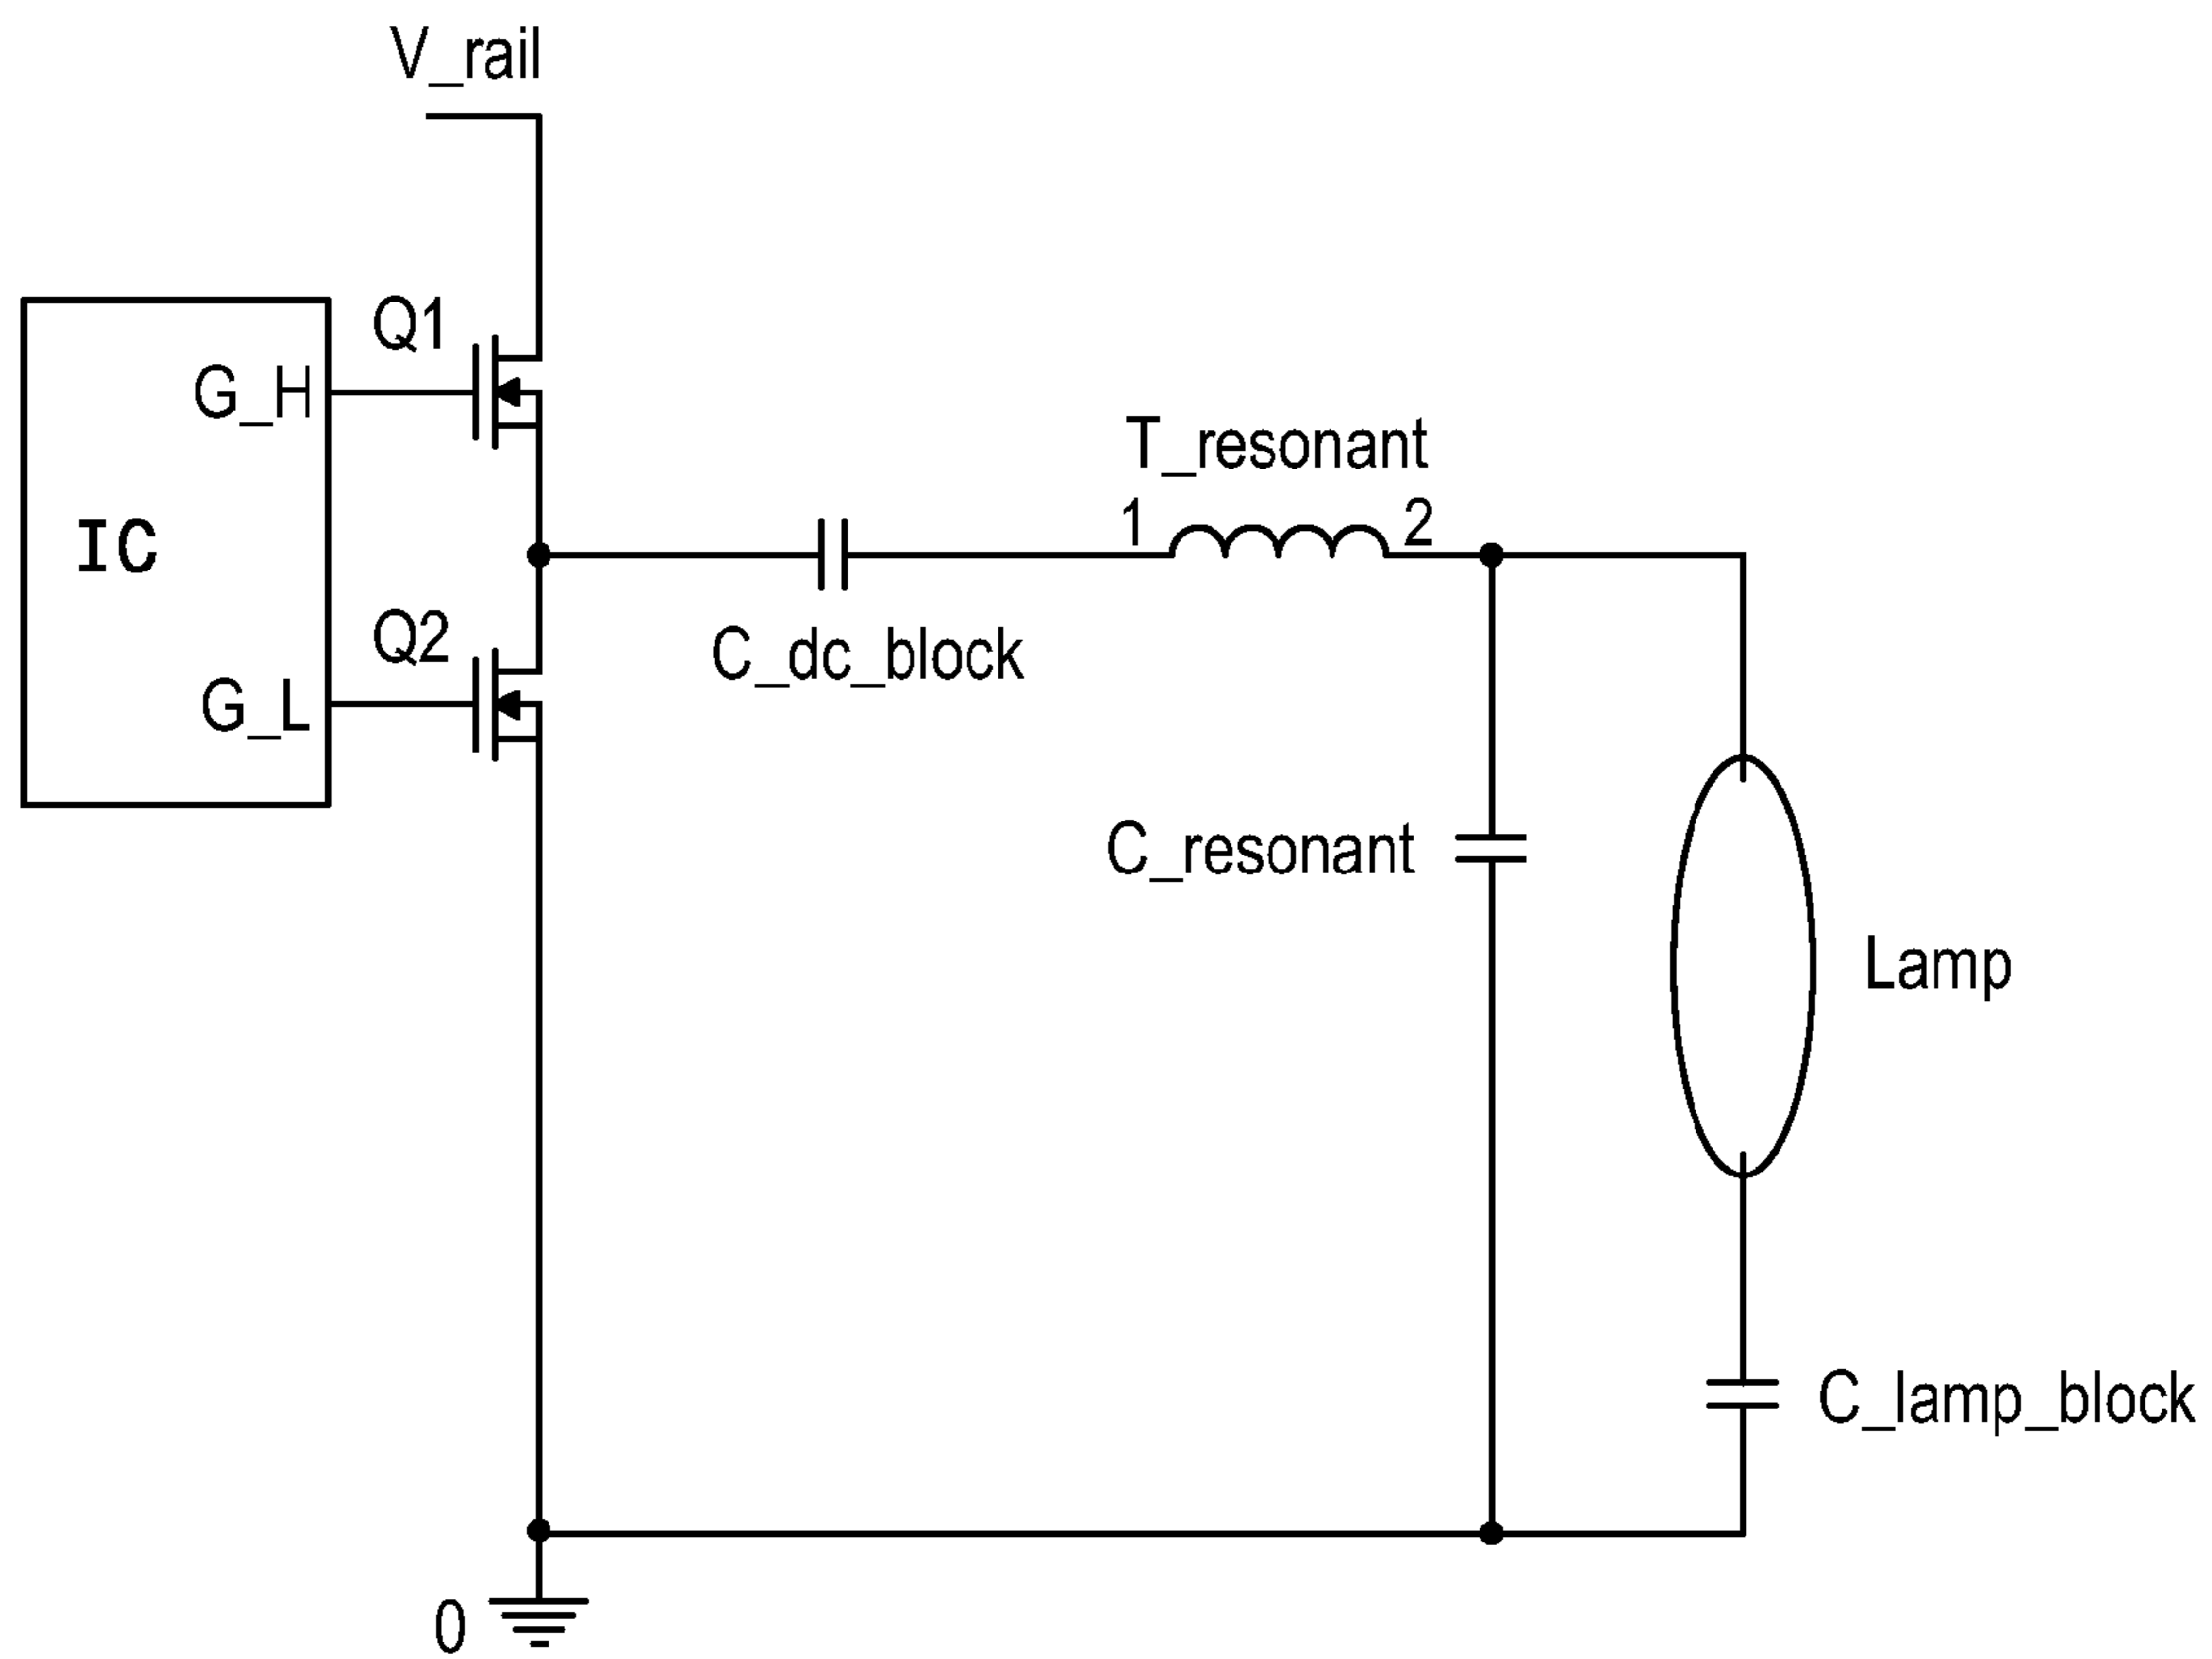 V_rail
Q1
G_H
IC
Q2
G_L
C_dc_block
T_resonant
1
2
C_resonant
Lamp
C_lamp_block
0